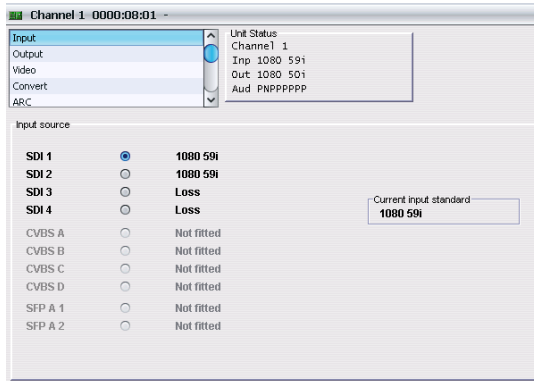 Channel 1 0000:08:01 -
Input
Output
Video
Convert
ARC
Unit Status
Channel 1
Inp 1080 59i
Out 1080 50i
Aud PNPPPPPP
Input source
SDI 1 1080 59i
SDI 2 1080 59i
SDI 3 Loss
SDI 4 Loss
CVBS A Not fitted
CVBS B Not fitted
CVBS C Not fitted
CVBS D Not fitted
SFP A 1 Not fitted
SFP A 2 Not fitted
Current input standard
1080 59i